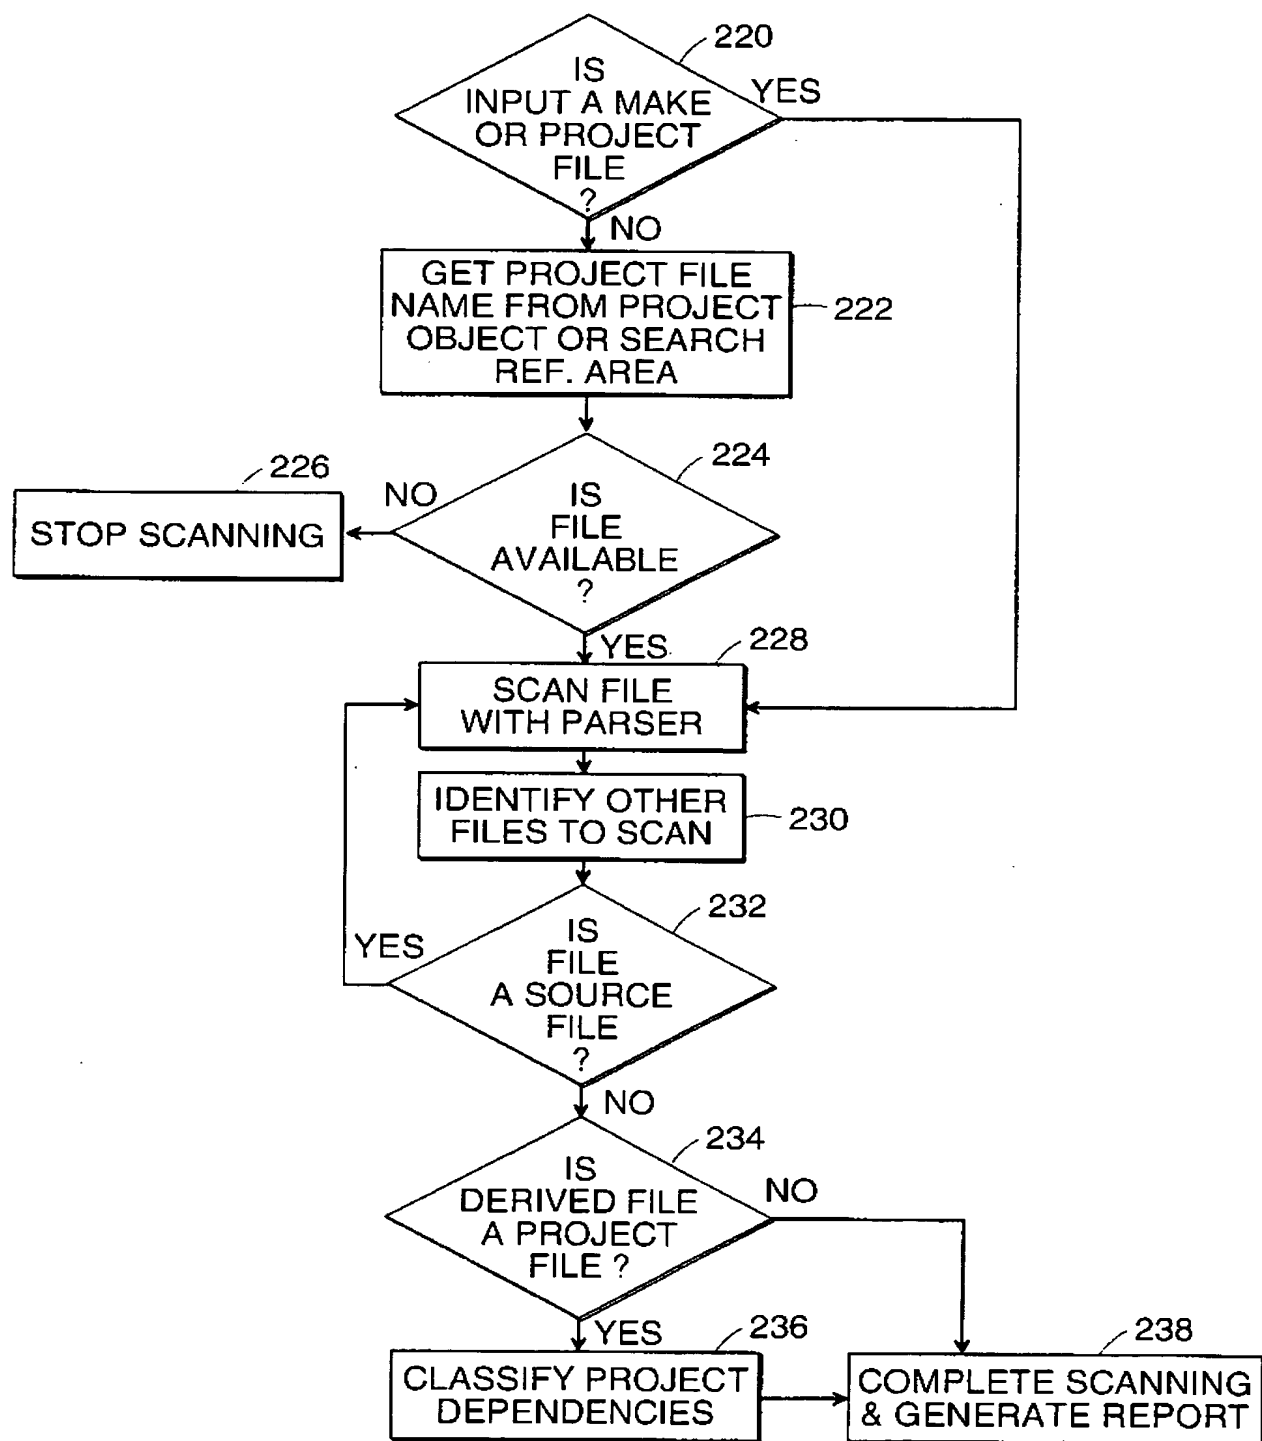 220
IS
INPUT A MAKE
OR PROJECT
FILE
?
YES
NO
GET PROJECT FILE
NAME FROM PROJECT
OBJECT OR SEARCH
REF. AREA
222
224
IS
FILE
AVAILABLE
?
NO
226
STOP SCANNING
YES
228
SCAN FILE
WITH PARSER
IDENTIFY OTHER
FILES TO SCAN
230
232
IS
FILE
A SOURCE
FILE
?
YES
NO
234
IS
DERIVED FILE
A PROJECT
FILE ?
NO
YES
236
CLASSIFY PROJECT
DEPENDENCIES
238
COMPLETE SCANNING
& GENERATE REPORT